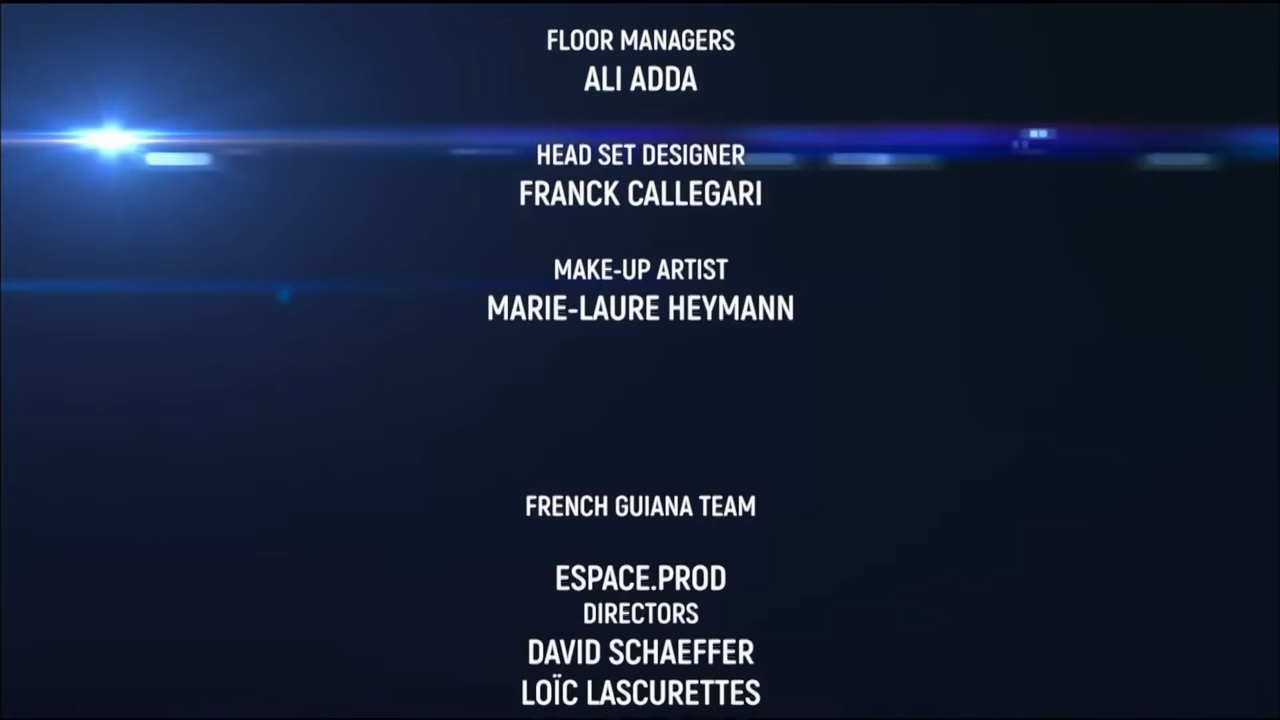 FLOOR MANAGERS
ALI ADDA
HEAD SET DESIGNER
FRANCK CALLEGARI
MAKE-UP ARTIST
MARIE-LAURE HEYMANN
FRENCH GUIANA TEAM
ESPACE.PROD
DIRECTORS
DAVID SCHAEFFER
LOÏC LASCURETTES